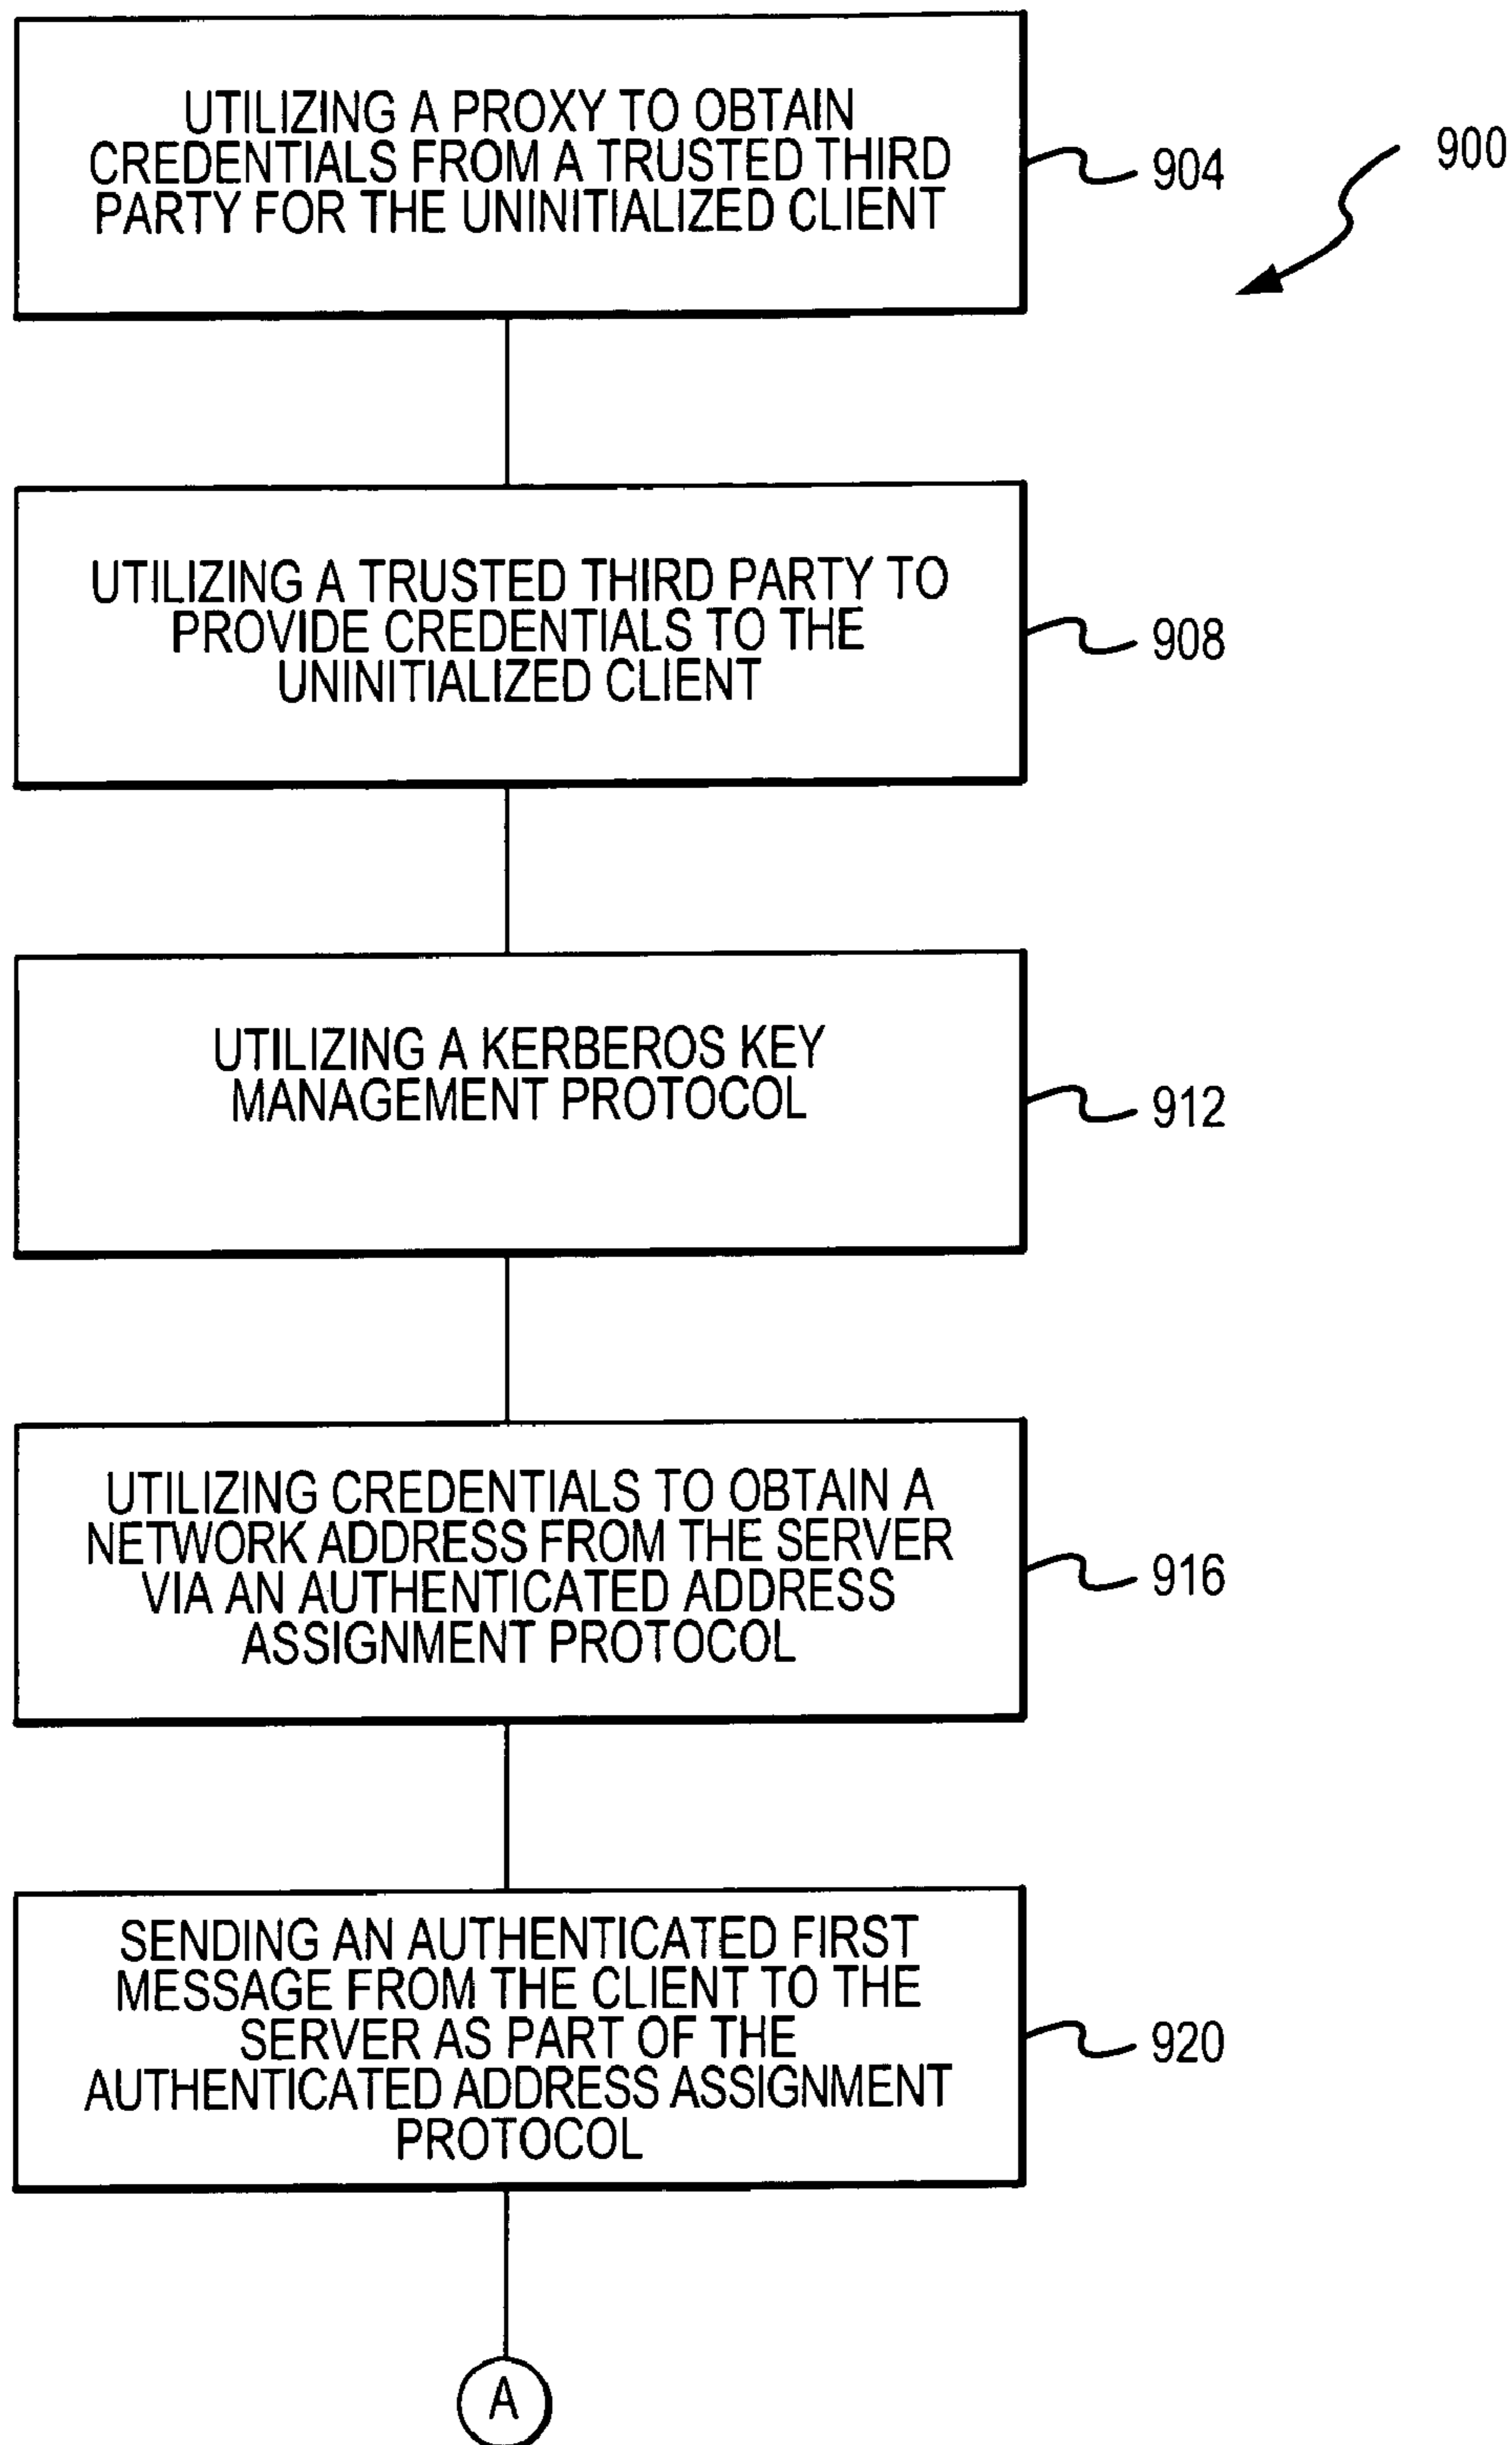 UTILIZING A PROXY TO OBTAIN
CREDENTIALS FROM A TRUSTED THIRD
PARTY FOR THE UNINITIALIZED CLIENT
904
900
UTILIZING A TRUSTED THIRD PARTY TO
PROVIDE CREDENTIALS TO THE
UNINITIALIZED CLIENT
908
UTILIZING A KERBEROS KEY
MANAGEMENT PROTOCOL
912
UTILIZING CREDENTIALS TO OBTAIN A
NETWORK ADDRESS FROM THE SERVER
VIA AN AUTHENTICATED ADDRESS
ASSIGNMENT PROTOCOL
916
SENDING AN AUTHENTICATED FIRST
MESSAGE FROM THE CLIENT TO THE
SERVER AS PART OF THE
AUTHENTICATED ADDRESS ASSIGNMENT
PROTOCOL
920
A